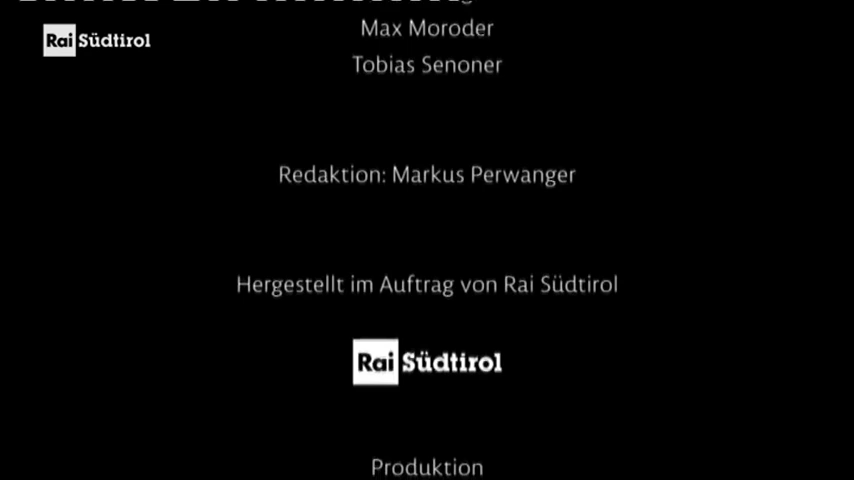 Max Moroder
Rai Südtirol
Tobias Senoner
Redaktion: Markus Perwanger
Hergestellt im Auftrag von Rai Südtirol
Rai Südtirol
Produktion